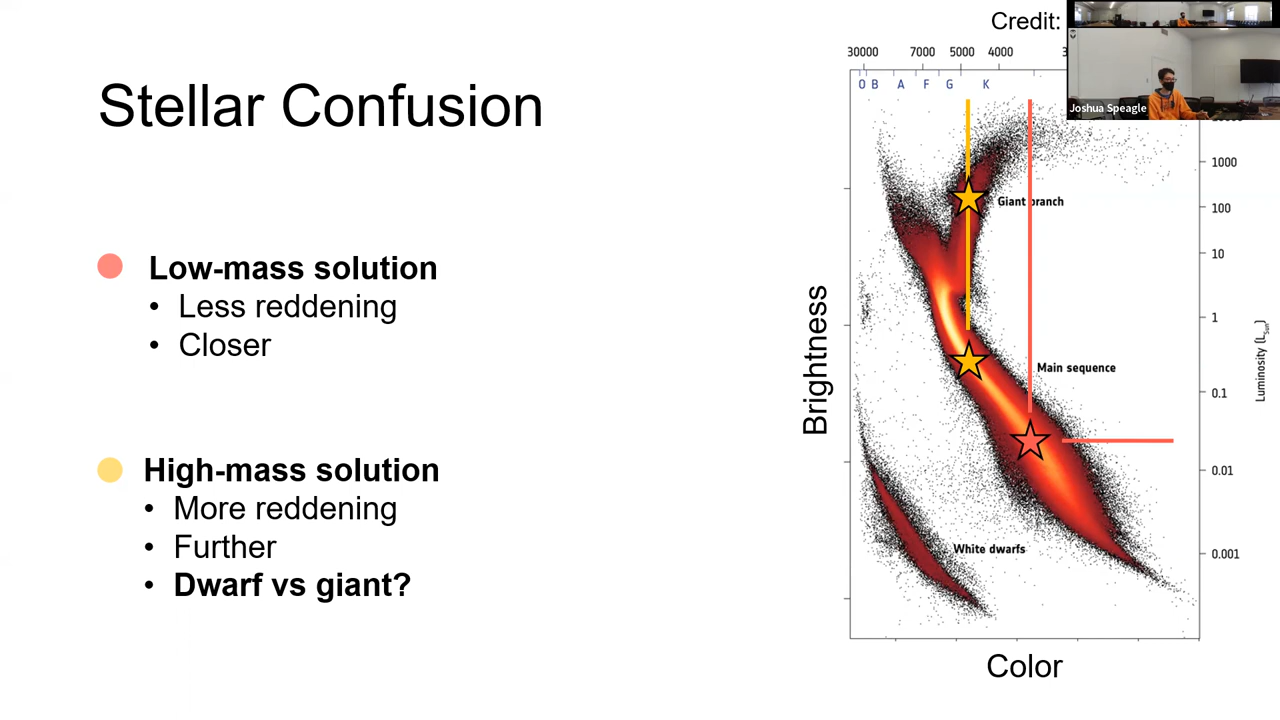 Credit:
Joshua Speagle
Stellar Confusion
Low-mass solution
• Less reddening
• Closer
High-mass solution
• More reddening
• Further
• Dwarf vs giant?
30000 7000 5000 4000
O B A F G K
Giant branch
Main sequence
White dwarfs
1000
100
10
1
0.1
0.01
0.001
Brightness
Luminosity (LSun)
Color